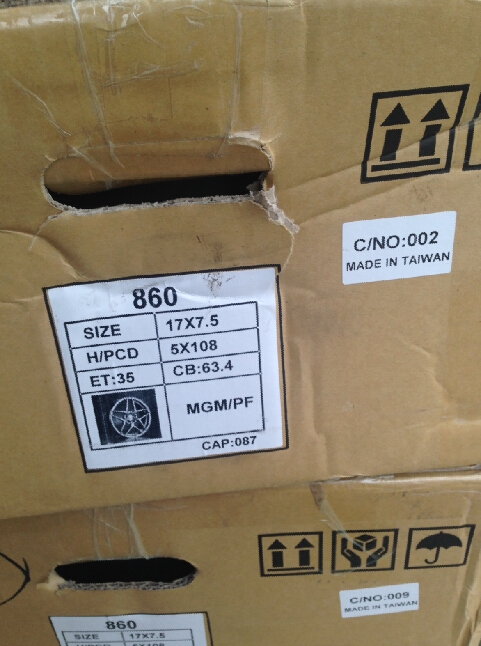 C/NO:002
MADE IN TAIWAN
860
SIZE 17X7.5
H/PCD 5X108
ET:35 CB:63.4
MGM/PF
CAP:087
C/NO:009
MADE IN TAIWAN
860
SIZE 17X7.5
5X108